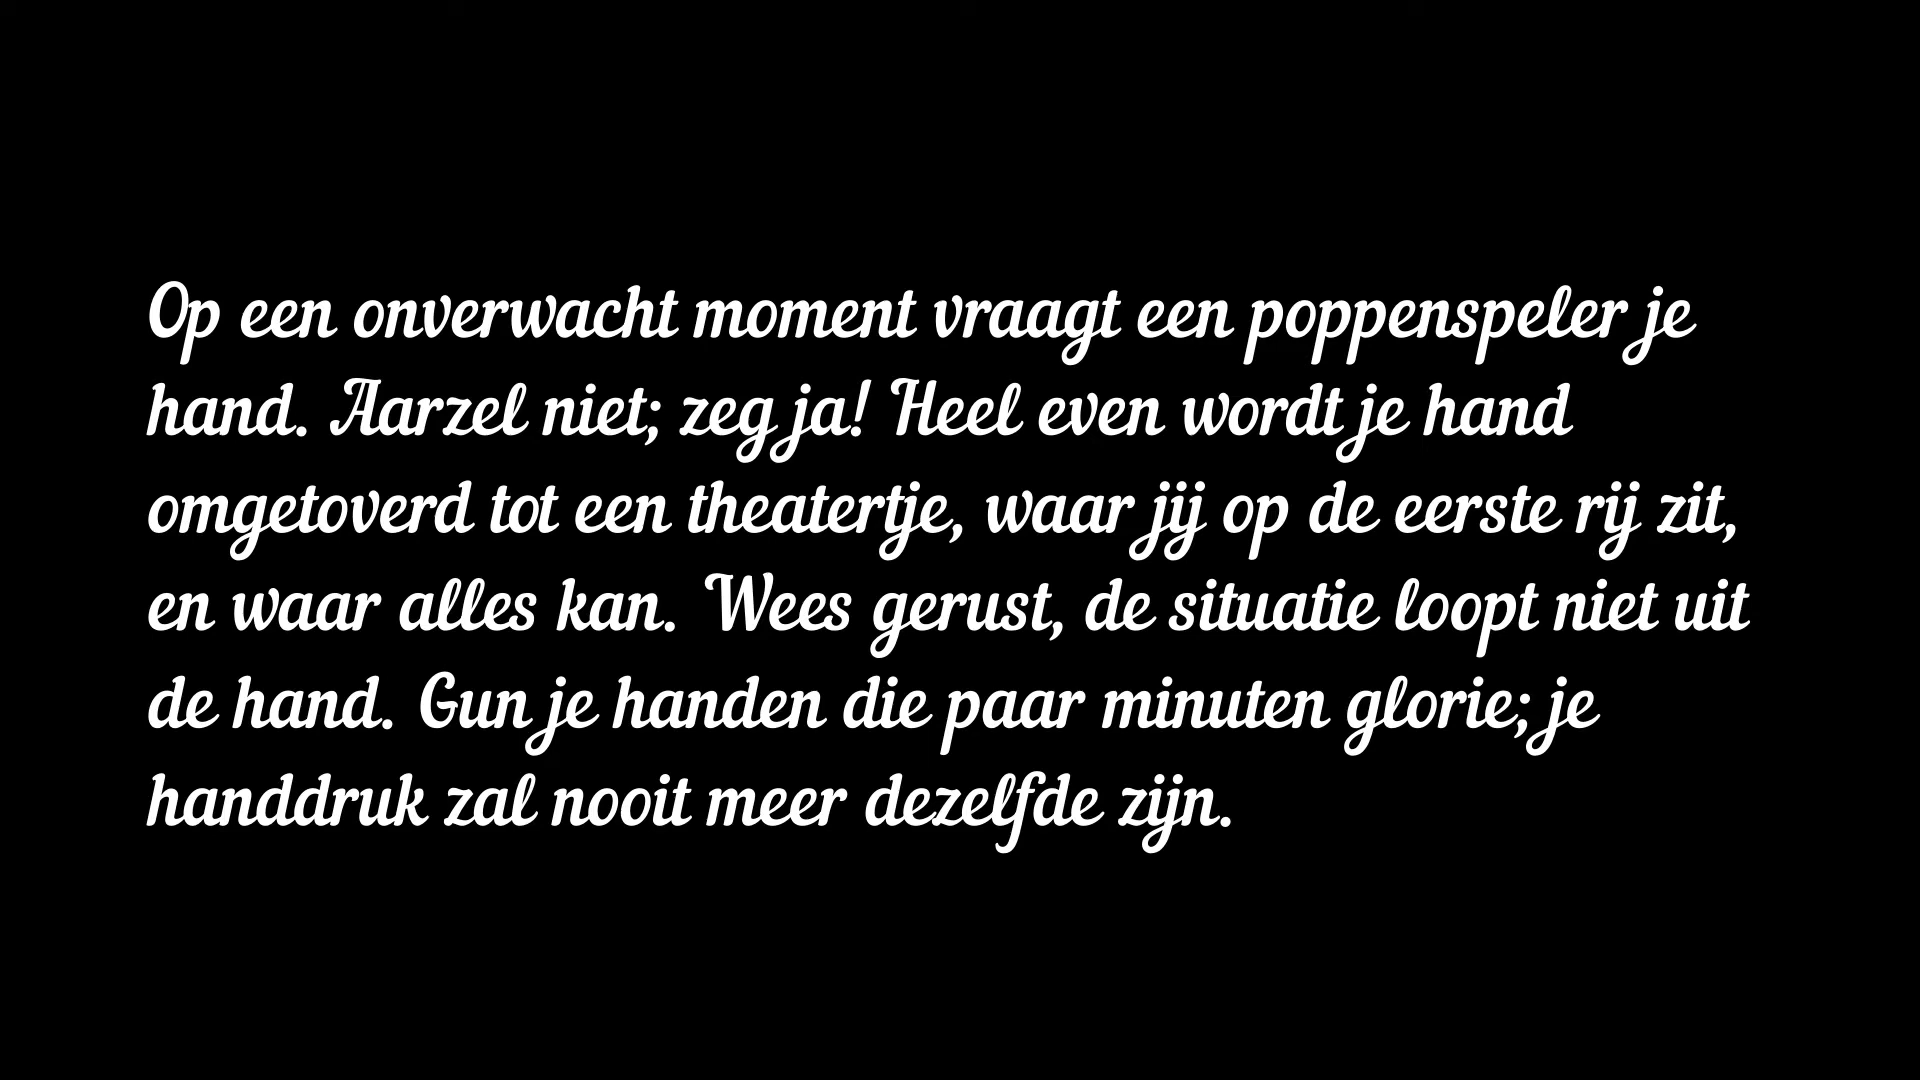 Op een onverwacht moment vraagt een poppenspeler je
hand. Aarzel niet; zeg ja! Heel even wordt je hand
omgetoverd tot een theatertje, waar jij op de eerste rij zit,
en waar alles kan. Wees gerust, de situatie loopt niet uit
de hand. Gun je handen die paar minuten glorie; je
handdruk zal nooit meer dezelfde zijn.